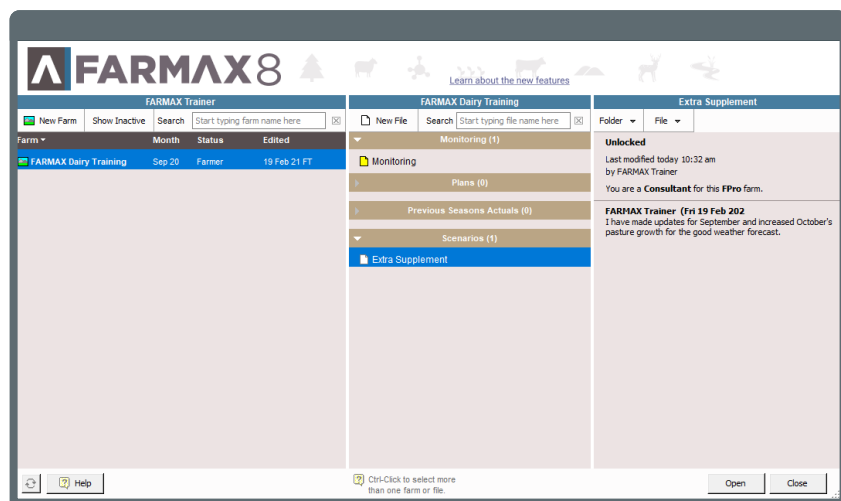 FARMAX8
Learn about the new features
FARMAX Trainer
New Farm Show Inactive Search Start typing farm name here
Farm Month Status Edited
FARMAX Dairy Training Sep 20 Farmer 19 Feb 21 FT
FARMAX Dairy Training
New File Search Start typing file name here
Monitoring (1)
Monitoring
Plans (0)
Previous Seasons Actuals (0)
Scenarios (1)
Extra Supplement
Extra Supplement
Folder File
Unlocked
Last modified today 10:32 am
by FARMAX Trainer
You are a Consultant for this FPro farm.
FARMAX Trainer (Fri 19 Feb 202
I have made updates for September and increased October's
pasture growth for the good weather forecast.
Help
Ctrl-Click to select more
than one farm or file.
Open Close